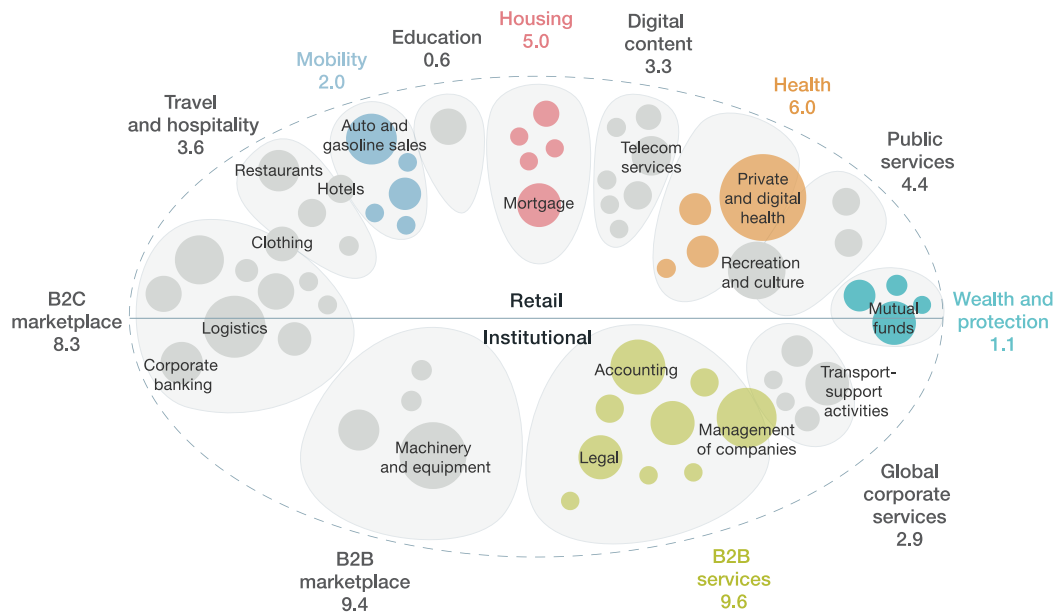 Housing
5.0
Digital
content
3.3
Education
0.6
Mobility
2.0
Health
6.0
Travel
and hospitality
3.6
Public
services
4.4
Auto and
gasoline sales
Telecom
services
Restaurants
Hotels
Mortgage
Private
and digital
health
Clothing
Recreation
and culture
B2C
marketplace
8.3
Retail
Institutional
Wealth and
protection
1.1
Mutual
funds
Logistics
Corporate
banking
Accounting
Transport-
support
activities
Machinery
and equipment
Management
of companies
Legal
Global
corporate
services
2.9
B2B
marketplace
9.4
B2B
services
9.6